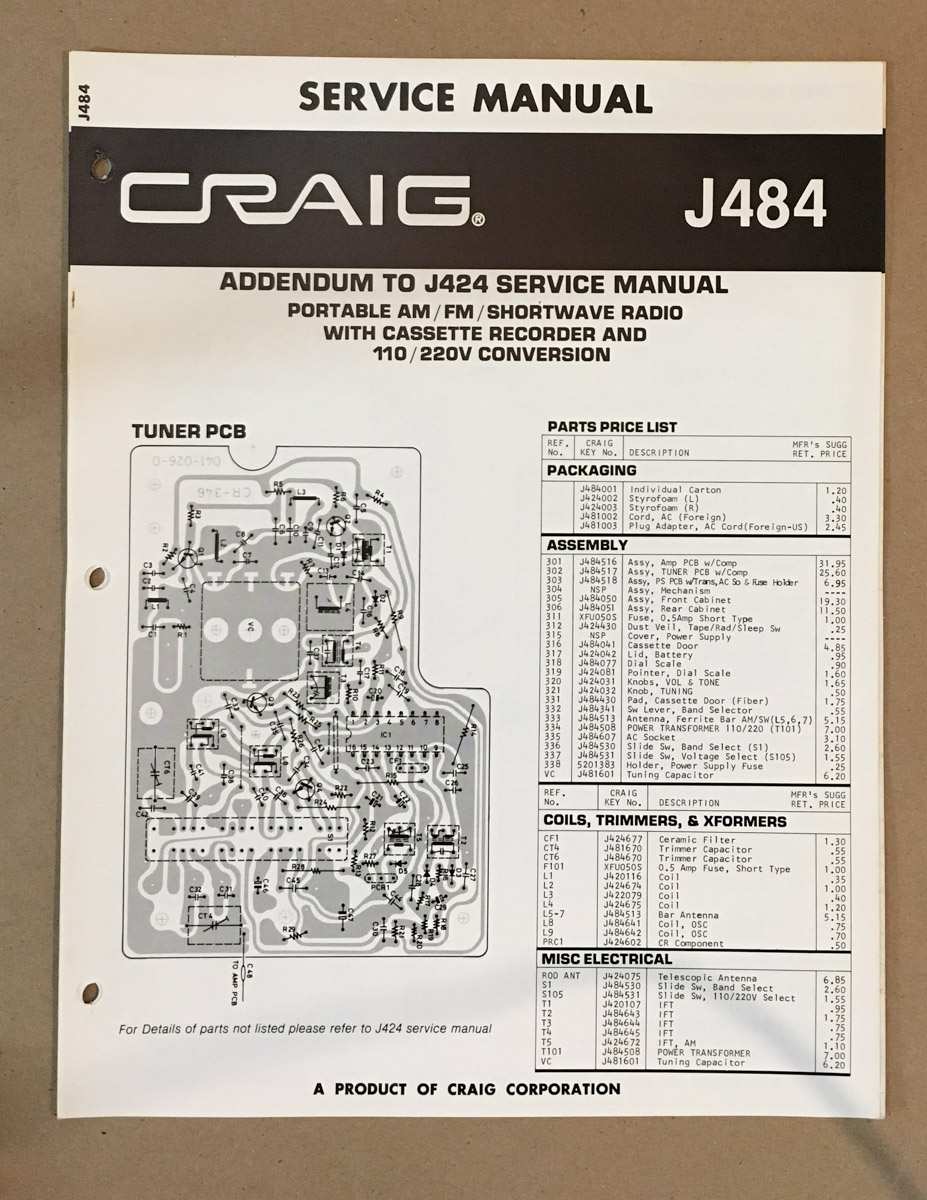 J484
SERVICE MANUAL
CRAIG® J484
ADDENDUM TO J424 SERVICE MANUAL
PORTABLE AM/FM/SHORTWAVE RADIO
WITH CASSETTE RECORDER AND
110/220V CONVERSION
TUNER PCB
041-026-0
CR-346
VC
IC1
CT6
CT4
PCR1
TO AMP PCB
C48
For Details of parts not listed please refer to J424 service manual
PARTS PRICE LIST
REF. No. CRAIG KEY No. DESCRIPTION MFR's SUGG RET. PRICE
PACKAGING
J484001 Individual Carton 1.20
J424002 Styrofoam (L) .40
J424003 Styrofoam (R) .40
J481002 Cord, AC (Foreign) 3.30
J481003 Plug Adapter, AC Cord(Foreign-US) 2.45
ASSEMBLY
301 J484516 Assy, Amp PCB w/Comp 31.95
302 J484517 Assy, TUNER PCB w/Comp 25.60
303 J484518 Assy, PS PCB w/Trans,AC So & Fuse Holder 6.95
304 NSP Assy, Mechanism ----
305 J484050 Assy, Front Cabinet 19.30
306 J484051 Assy, Rear Cabinet 11.50
311 XFU050S Fuse, 0.5Amp Short Type 1.00
312 J424430 Dust Veil, Tape/Rad/Sleep Sw .25
315 NSP Cover, Power Supply ----
316 J484041 Cassette Door 4.85
317 J424042 Lid, Battery .95
318 J484077 Dial Scale .90
319 J424081 Pointer, Dial Scale 1.60
320 J424031 Knobs, VOL & TONE 1.65
321 J424032 Knob, TUNING .50
331 J484430 Pad, Cassette Door (Fiber) 1.75
332 J484341 Sw Lever, Band Selector .55
333 J484513 Antenna, Ferrite Bar AM/SW(L5,6,7) 5.15
334 J484508 POWER TRANSFORMER 110/220 (T101) 7.00
335 J484607 AC Socket 3.10
336 J484530 Slide Sw, Band Select (S1) 2.60
337 J484531 Slide Sw, Voltage Select (S105) 1.55
338 5201383 Holder, Power Supply Fuse .25
VC J481601 Tuning Capacitor 6.20
REF. No. CRAIG KEY No. DESCRIPTION MFR's SUGG RET. PRICE
COILS, TRIMMERS, & XFORMERS
CF1 J424677 Ceramic Filter 1.30
CT4 J481670 Trimmer Capacitor .55
CT6 J484670 Trimmer Capacitor .55
F101 XFU050S 0.5 Amp Fuse, Short Type 1.00
L1 J420116 Coil .35
L2 J424674 Coil 1.00
L3 J422079 Coil .40
L4 J424675 Coil 1.20
L5-7 J484513 Bar Antenna 5.15
L8 J484641 Coil, OSC .75
L9 J484642 Coil, OSC .70
PRC1 J424602 CR Component .50
MISC ELECTRICAL
ROD ANT J424075 Telescopic Antenna 6.85
S1 J484530 Slide Sw, Band Select 2.60
S105 J484531 Slide Sw, 110/220V Select 1.55
T1 J420107 IFT .95
T2 J484643 IFT 1.75
T3 J484644 IFT .75
T4 J484645 IFT .75
T5 J424672 IFT, AM 1.10
T101 J484508 POWER TRANSFORMER 7.00
VC J481601 Tuning Capacitor 6.20
A PRODUCT OF CRAIG CORPORATION